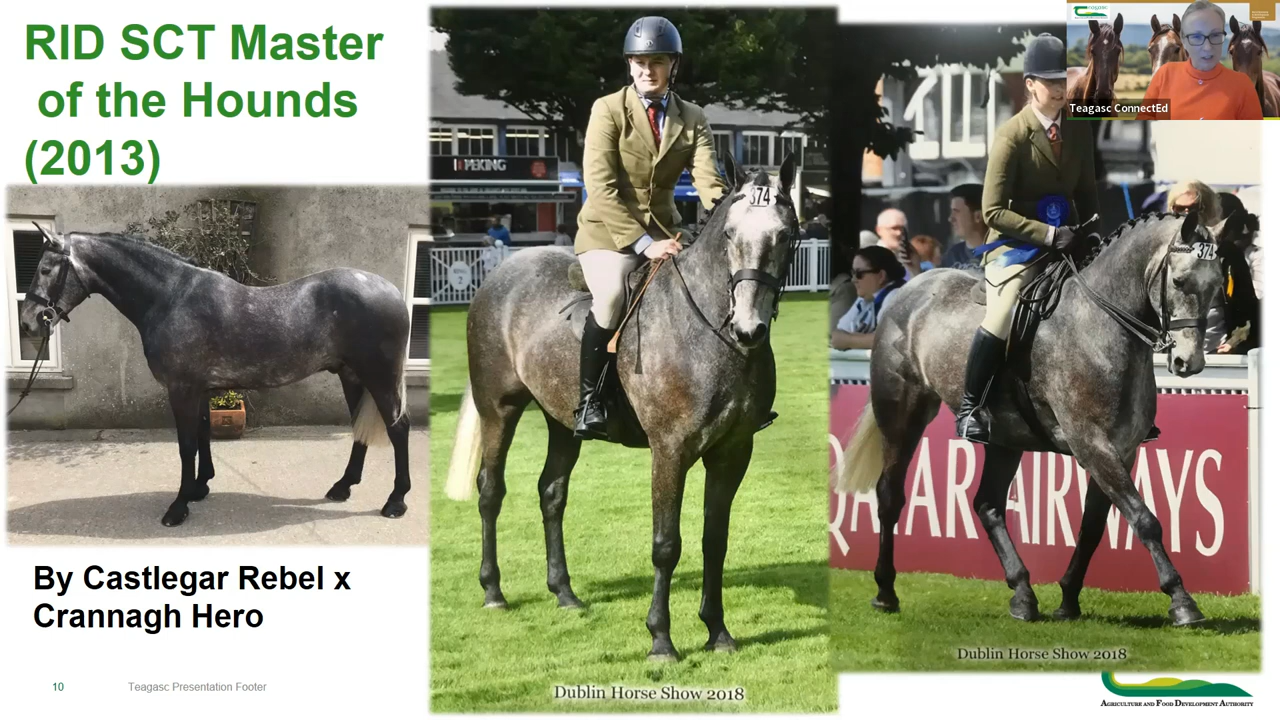 RID SCT Master
of the Hounds
(2013)
By Castlegar Rebel x
Crannagh Hero
10
Teagasc Presentation Footer
PEKING
374
Dublin Horse Show 2018
374
QATAR AIRWAYS
Dublin Horse Show 2018
Teagasc ConnectEd
AGRICULTURE AND FOOD DEVELOPMENT AUTHORITY